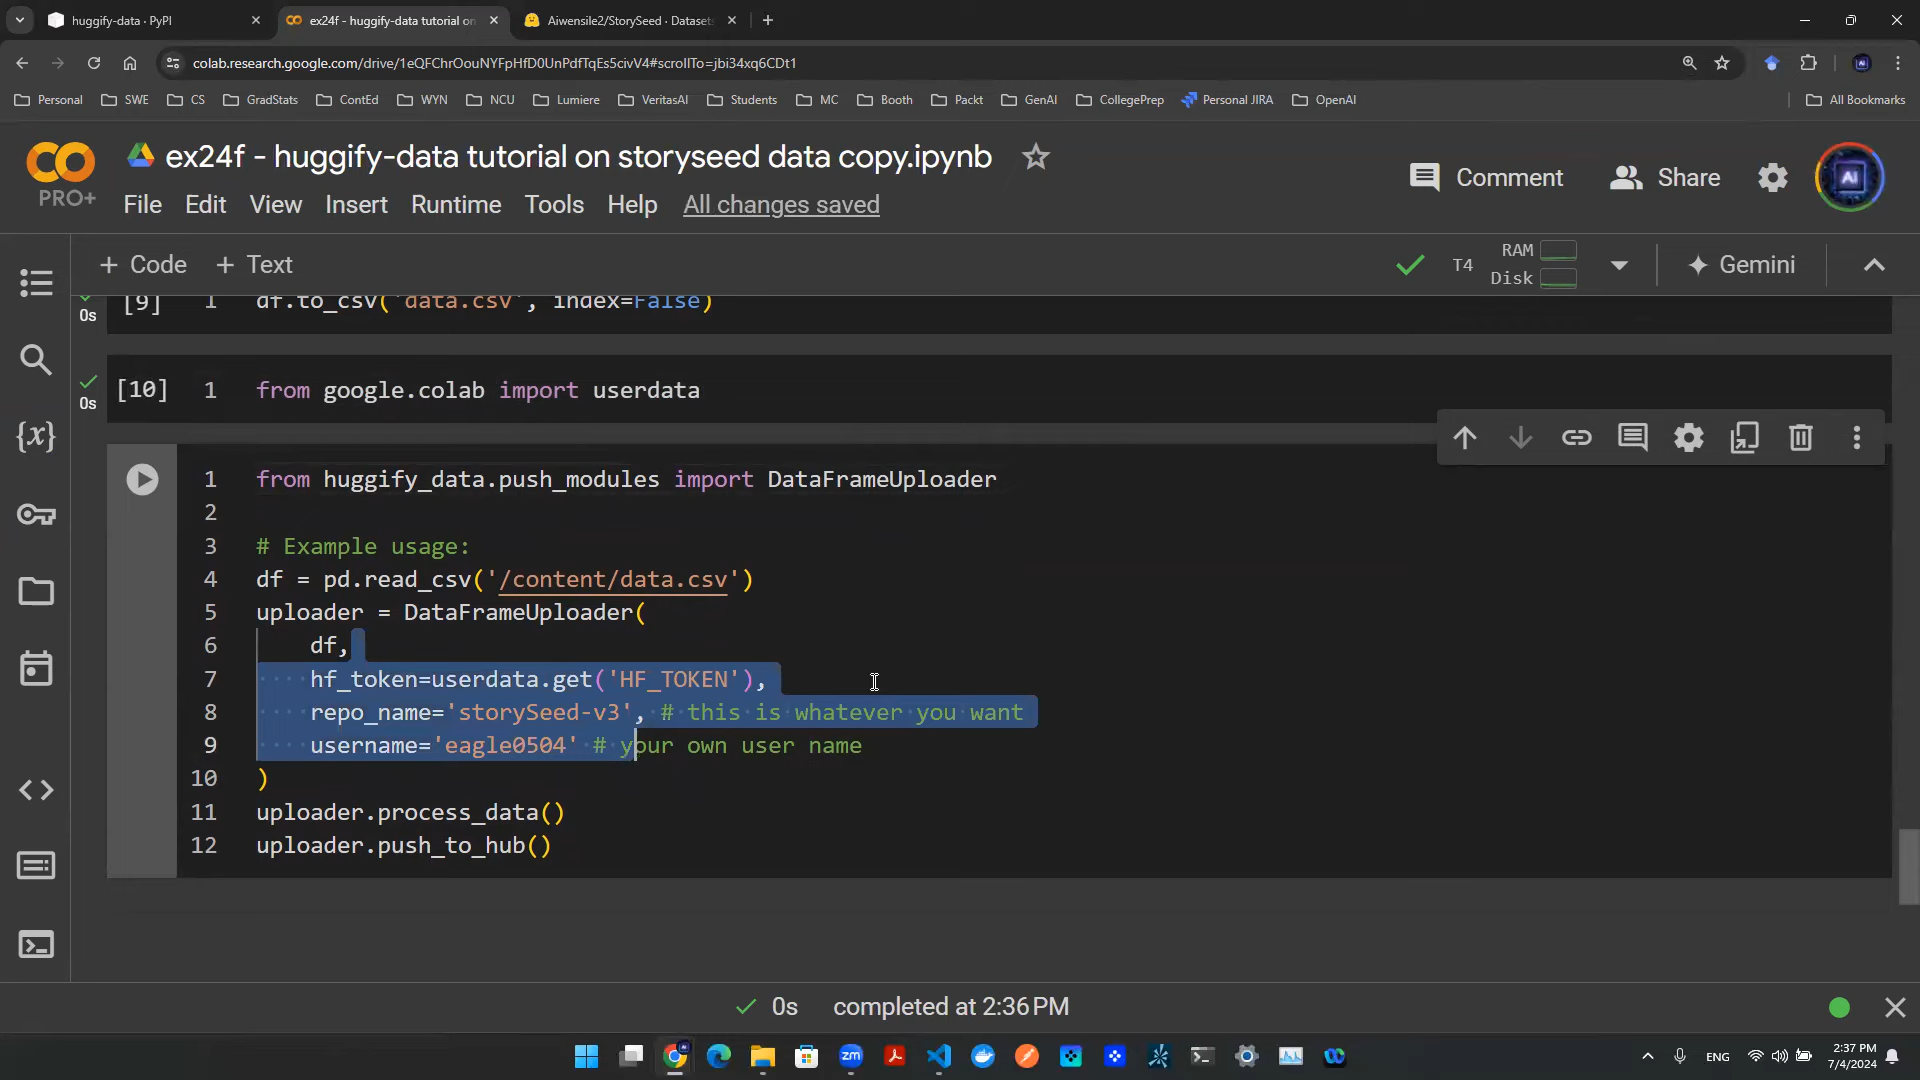 huggify-data · PyPI
ex24f - huggify-data tutorial on
Aiwensile2/StorySeed · Datasets
colab.research.google.com/drive/1eQFChrOouNYFpHfD0UnPdfTqEs5civV4#scrollTo=jbi34xq6CDt1
Personal SWE CS GradStats ContEd WYN NCU Lumiere VeritasAI Students MC Booth Packt GenAI CollegePrep Personal JIRA OpenAI All Bookmarks
CO PRO+
ex24f - huggify-data tutorial on storyseed data copy.ipynb
Comment Share
AI
File Edit View Insert Runtime Tools Help All changes saved
+ Code + Text
T4 RAM Disk
Gemini
0s [9] 1 df.to_csv('data.csv', index=False)
0s [10] 1 from google.colab import userdata
1 from huggify_data.push_modules import DataFrameUploader
2
3 # Example usage:
4 df = pd.read_csv('/content/data.csv')
5 uploader = DataFrameUploader(
6 df,
7 hf_token=userdata.get('HF_TOKEN'),
8 repo_name='storySeed-v3', # this is whatever you want
9 username='eagle0504' # your own user name
10 )
11 uploader.process_data()
12 uploader.push_to_hub()
{x}
0s completed at 2:36 PM
zm
ENG
2:37 PM
7/4/2024